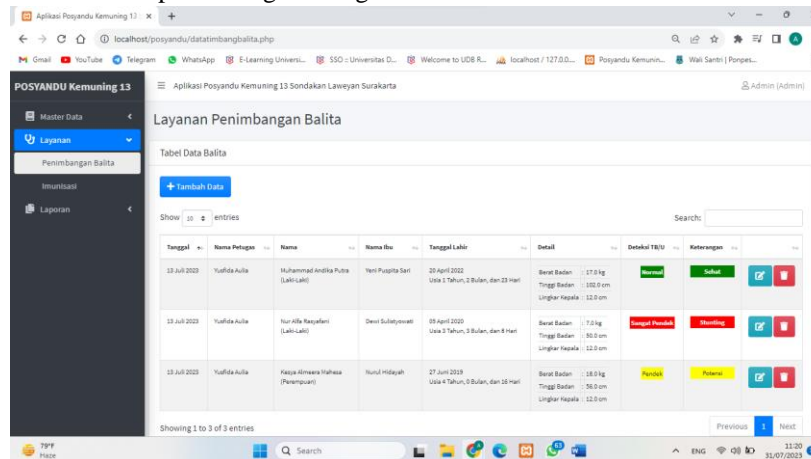 Aplikasi Posyandu Kemuning 13
localhost/posyandu/datatimbangbalita.php
Gmail YouTube Telegram WhatsApp E-Learning Universi... SSO :: Universitas D... Welcome to UDB R... localhost / 127.0.0... Posyandu Kemunin... Wali Santri | Ponpes...
POSYANDU Kemuning 13
Aplikasi Posyandu Kemuning 13 Sondakan Laweyan Surakarta
Admin (Admin)
Master Data
Layanan
Penimbangan Balita
Imunisasi
Laporan
Layanan Penimbangan Balita
Tabel Data Balita
+ Tambah Data
Show 10 entries
Search:
Tanggal Nama Petugas Nama Nama Ibu Tanggal Lahir Detail Deteksi TB/U Keterangan
13 Juli 2023 Yusfida Aulia Muhammad Andika Putra Yeni Puspita Sari 20 April 2022 Berat Badan : 17.0 kg Normal Sehat
(Laki-Laki) Usia 1 Tahun, 2 Bulan, dan 23 Hari Tinggi Badan : 102.0 cm
Lingkar Kepala : 12.0 cm
13 Juli 2023 Yusfida Aulia Nur Alfa Rasyafani Dewi Sulistyowati 05 April 2020 Berat Badan : 7.0 kg Sangat Pendek Stunting
(Laki-Laki) Usia 3 Tahun, 3 Bulan, dan 8 Hari Tinggi Badan : 50.0 cm
Lingkar Kepala : 12.0 cm
13 Juli 2023 Yusfida Aulia Kesya Almeera Mahesa Nurul Hidayah 27 Juni 2019 Berat Badan : 18.0 kg Pendek Potensi
(Perempuan) Usia 4 Tahun, 0 Bulan, dan 16 Hari Tinggi Badan : 56.0 cm
Lingkar Kepala : 12.0 cm
Showing 1 to 3 of 3 entries
Previous 1 Next
79°F
Haze
Search
ENG
11:20
31/07/2023